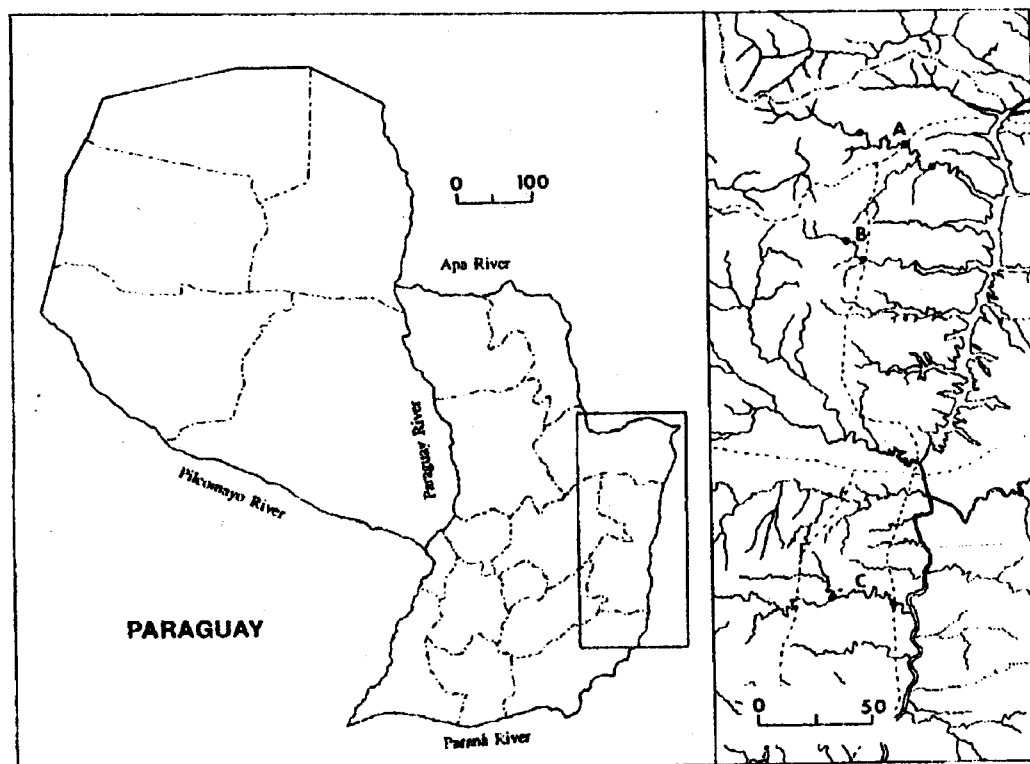 0 100
Apa River
Paraguay River
Pilcomayo River
PARAGUAY
Paraná River
A
B
C
0 50